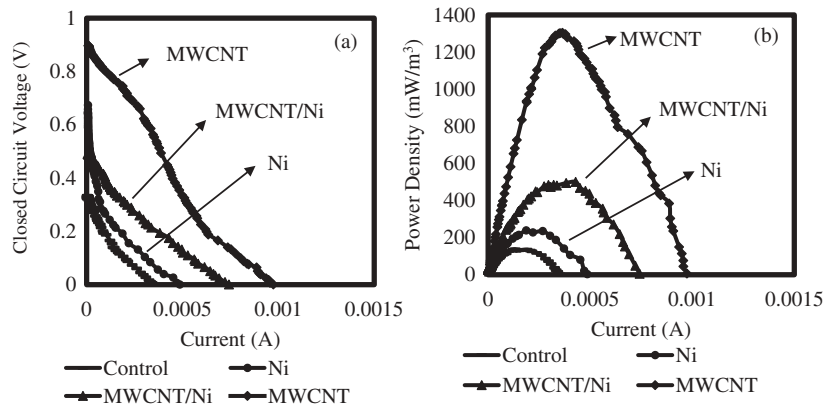 (a)
Closed Circuit Voltage (V)
1
0.8
0.6
0.4
0.2
0
MWCNT
MWCNT/Ni
Ni
0 0.0005 0.001 0.0015
Current (A)
Control Ni
MWCNT/Ni MWCNT
(b)
Power Density (mW/m³)
1400
1200
1000
800
600
400
200
0
MWCNT
MWCNT/Ni
Ni
0 0.0005 0.001 0.0015
Current (A)
Control Ni
MWCNT/Ni MWCNT